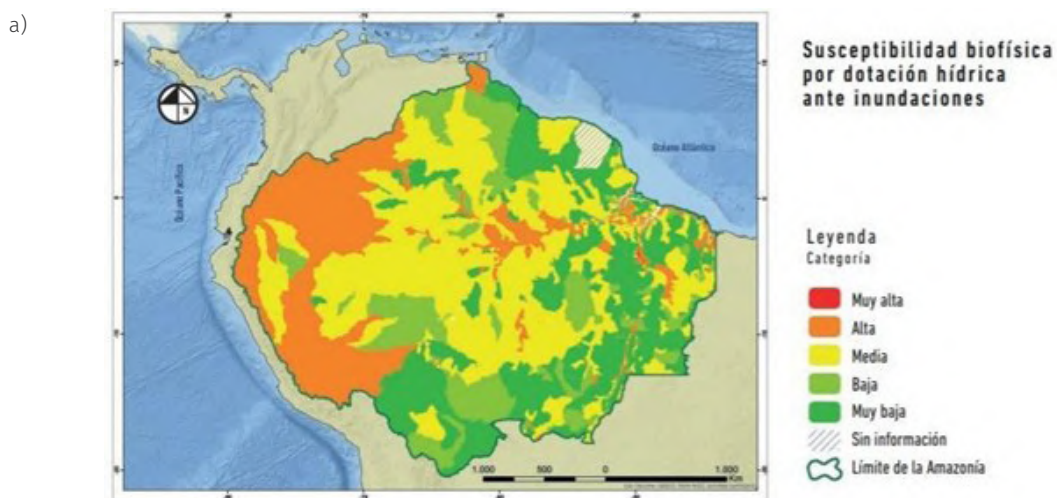 a)
Susceptibilidad biofísica
por dotación hídrica
ante inundaciones
Océano Atlántico
Océano Pacífico
N
Leyenda
Categoría
Muy alta
Alta
Media
Baja
Muy baja
Sin información
Límite de la Amazonía
1.000 500 0 1.000
Km